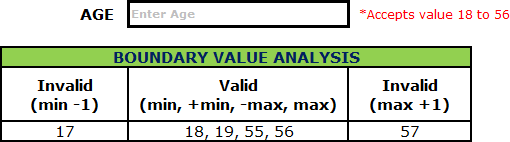 AGE Enter Age *Accepts value 18 to 56
BOUNDARY VALUE ANALYSIS
Invalid Valid Invalid
(min -1) (min, +min, -max, max) (max +1)
17 18, 19, 55, 56 57